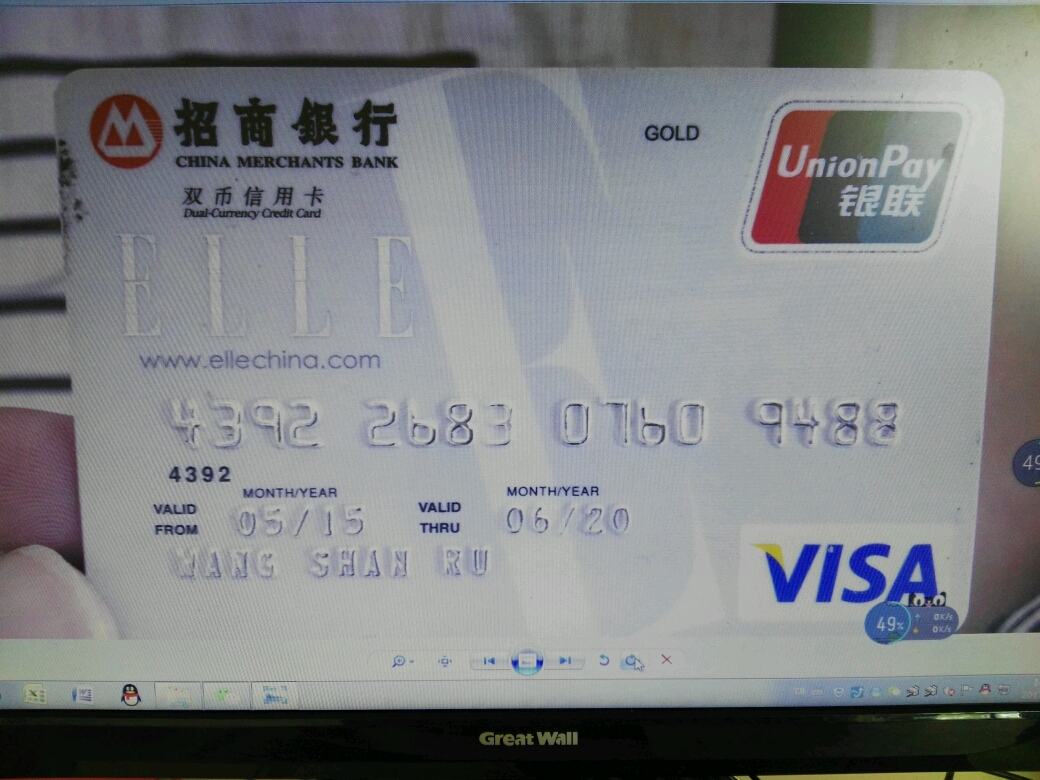 招商银行
CHINA MERCHANTS BANK
双币信用卡
Dual-Currency Credit Card
GOLD
UnionPay
银联
ELLE
www.ellechina.com
4392 2683 0760 9488
4392
MONTH/YEAR
MONTH/YEAR
VALID FROM 05/15
VALID THRU 06/20
WANG SHAN RU
VISA
49%
0K/s
0K/s
49
Great Wall